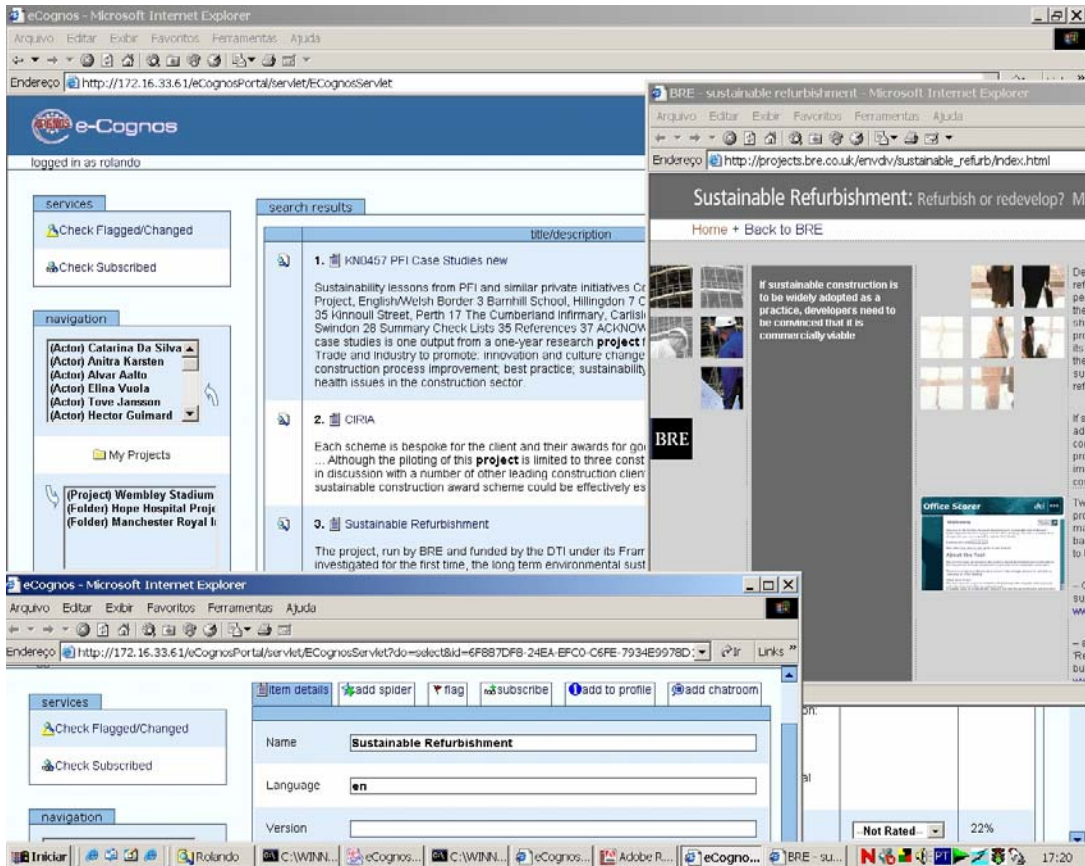 eCognos - Microsoft Internet Explorer
Arquivo Editar Exibir Favoritos Ferramentas Ajuda
Endereço http://172.16.33.61/eCognosPortal/servlet/ECognosServlet
e-Cognos
logged in as rolando
services
Check Flagged/Changed
Check Subscribed
navigation
(Actor) Catarina Da Silva
(Actor) Anitra Karsten
(Actor) Alvar Aalto
(Actor) Elina Vuola
(Actor) Tove Jansson
(Actor) Hector Guimard
My Projects
(Project) Wembley Stadium
(Folder) Hope Hospital Proje
(Folder) Manchester Royal I
search results
title/description
1. KN0457 PFI Case Studies new
Sustainability lessons from PFI and similar private initiatives
Project, English/Welsh Border 3 Barnhill School, Hillingdon 7
35 Kinnoull Street, Perth 17 The Cumberland Infirmary,
Swindon 28 Summary Check Lists 35 References 37
case studies is one output from a one-year research project
Trade and Industry to promote: innovation and culture change
construction process improvement; best practice; sustainability
health issues in the construction sector.
2. CIRIA
Each scheme is bespoke for the client and their awards for
... Although the piloting of this project is limited to three
in discussion with a number of other leading construction
sustainable construction award scheme could be effectively
3. Sustainable Refurbishment
The project, run by BRE and funded by the DTI under its
investigated for the first time, the long term environmental
BRE - sustainable refurbishment - Microsoft Internet Explorer
Arquivo Editar Exibir Favoritos Ferramentas Ajuda
Endereço http://projects.bre.co.uk/envdiv/sustainable_refurb/index.html
Sustainable Refurbishment: Refurbish or redevelop? M
Home + Back to BRE
If sustainable construction is
to be widely adopted as a
practice, developers need to
be convinced that it is
commercially viable
BRE
Office Scorer dti
About the Tool
eCognos - Microsoft Internet Explorer
Arquivo Editar Exibir Favoritos Ferramentas Ajuda
Endereço http://172.16.33.61/eCognosPortal/servlet/ECognosServlet?do=select&id=6FB87DF8-24EA-EFC0-C6FE-7934E9978D Ir Links »
services
Check Flagged/Changed
Check Subscribed
navigation
item details add spider flag subscribe add to profile add chatroom
Name Sustainable Refurbishment
Language en
Version
--Not Rated-- 22%
Iniciar Rolando C:\WINN... eCognos... C:\WINN... eCognos... Adobe R... eCogno... BRE - su... PT 17:20